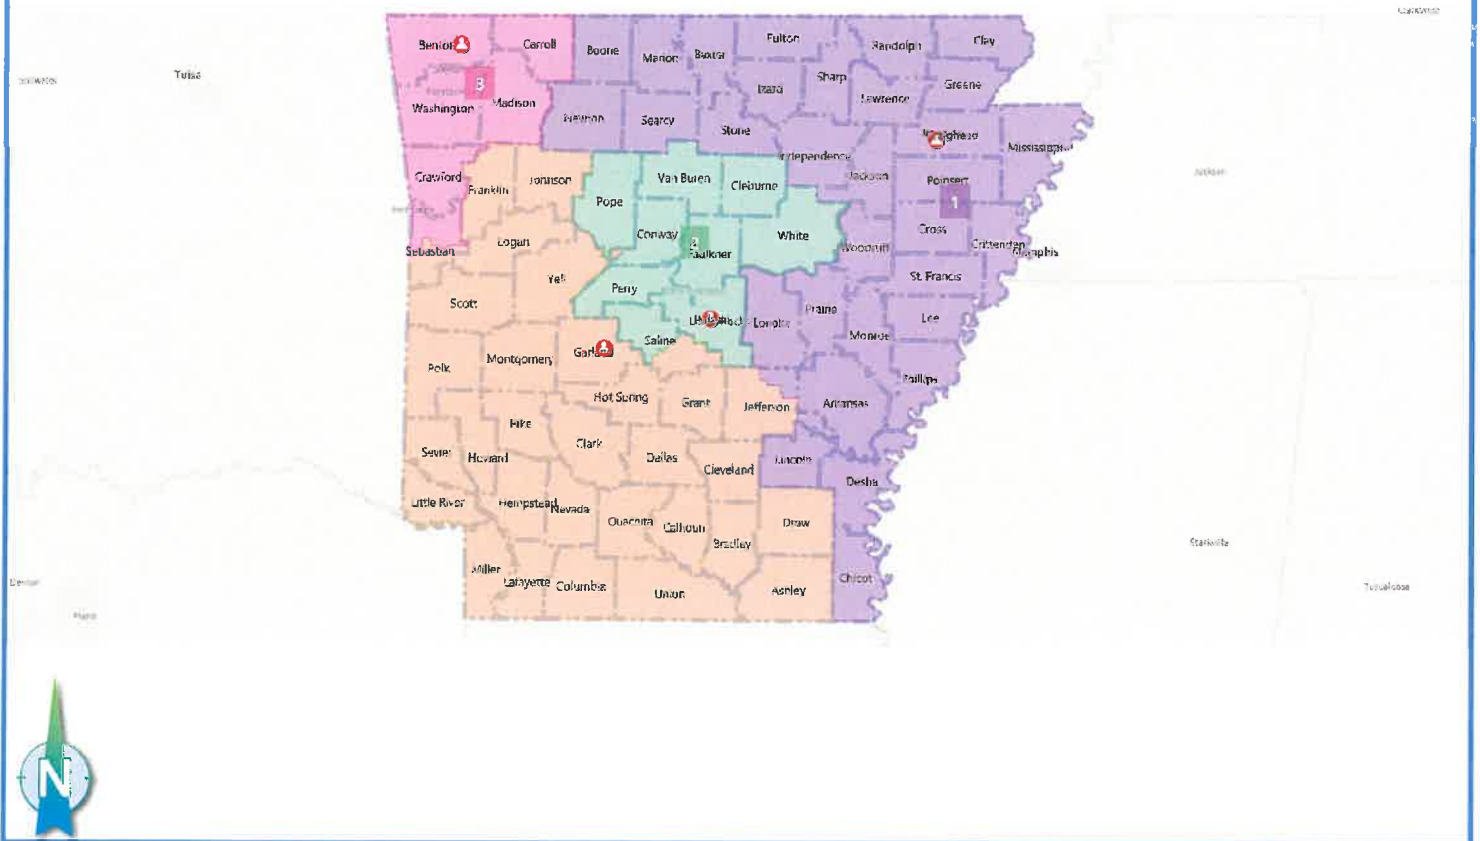 Fulton
Clay
Benton
Carroll
Boone
Marion
Baxter
Randolph
Tulsa
3
Sharp
Izard
Greene
Washington
Madison
Lawrence
Newton
Searcy
Stone
Mississippi
Independence
Crawford
Franklin
Johnson
Van Buren
Cleburne
Jackson
Poinsett
Pope
1
Conway
White
Cross
Logan
Sebastian
Faulkner
Woodruff
Crittenden
Memphis
Yell
St. Francis
Perry
Scott
Prairie
Lee
Lonoke
Saline
Monroe
Garland
Montgomery
Polk
Phillips
Hot Spring
Grant
Jefferson
Arkansas
Pike
Clark
Sevier
Howard
Dallas
Cleveland
Lincoln
Desha
Little River
Hempstead
Nevada
Ouachita
Calhoun
Drew
Bradley
Starkville
Miller
Lafayette
Columbia
Union
Ashley
Chicot
Tuscaloosa
Plano
N